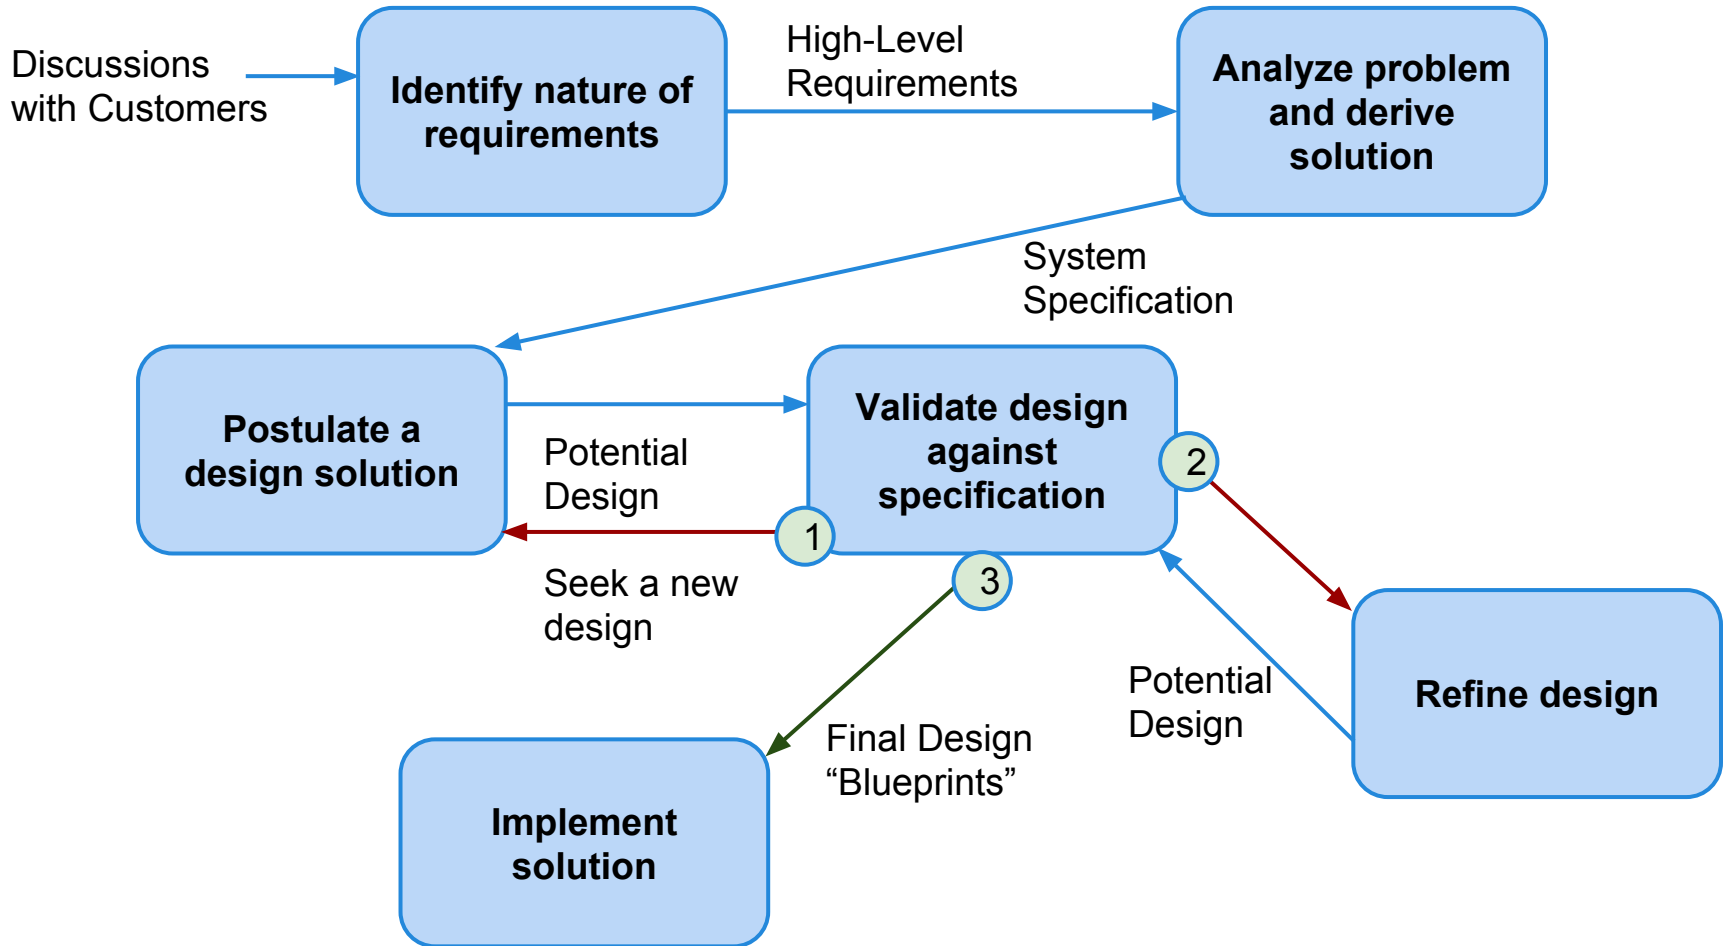 Discussions
with Customers
Identify nature of
requirements
High-Level
Requirements
Analyze problem
and derive
solution
System
Specification
Postulate a
design solution
Potential
Design
Validate design
against
specification
1
2
3
Seek a new
design
Potential
Design
Refine design
Final Design
“Blueprints”
Implement
solution